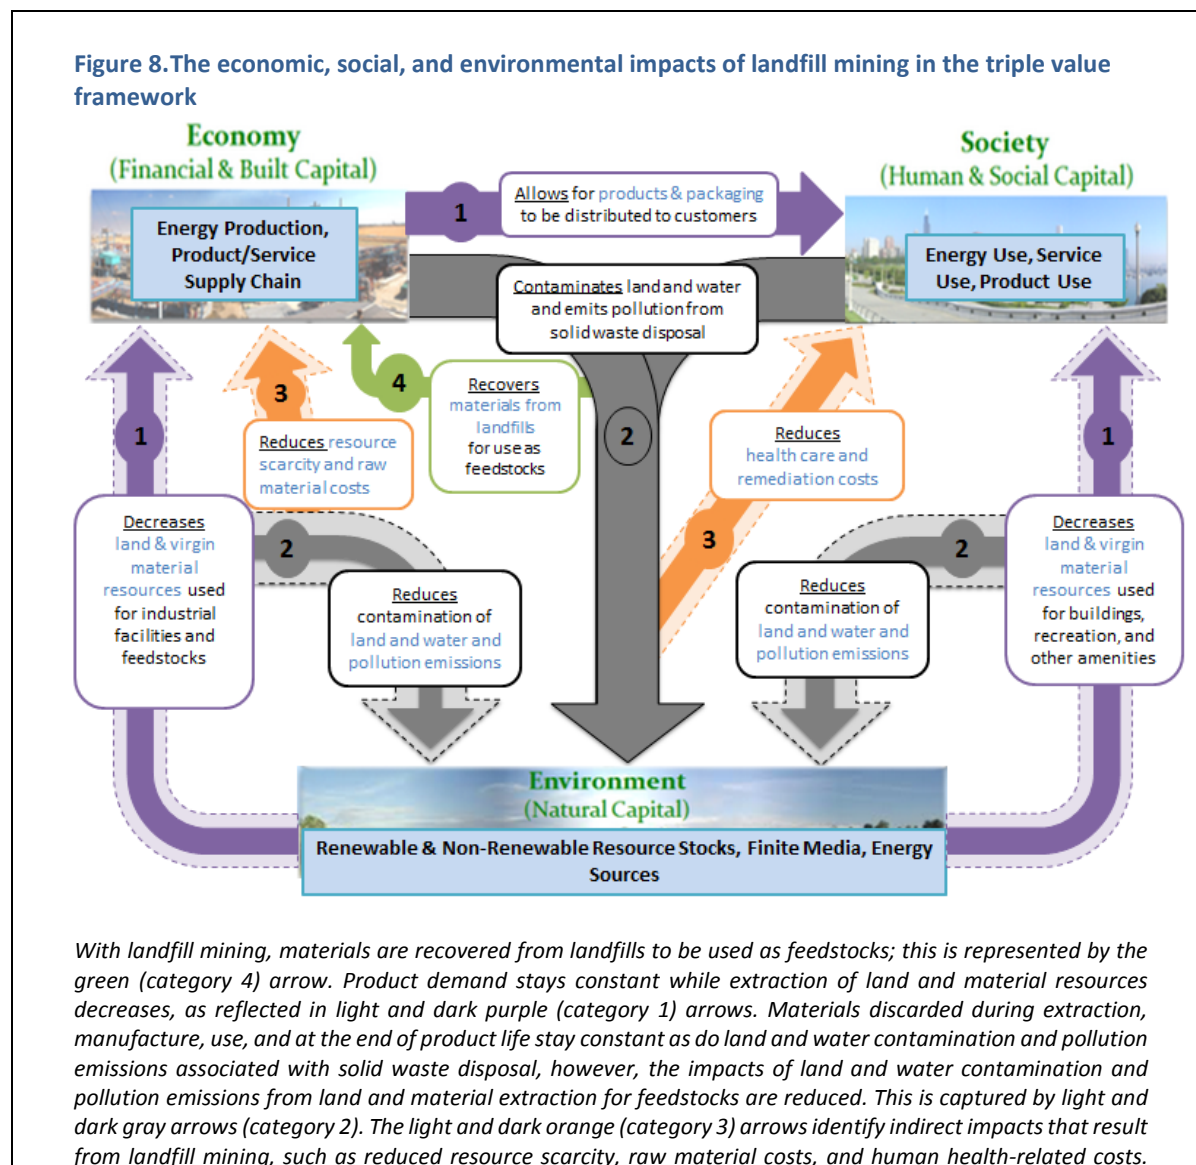 Figure 8.The economic, social, and environmental impacts of landfill mining in the triple value
framework
Economy
(Financial & Built Capital)
Society
(Human & Social Capital)
1
Allows for products & packaging
to be distributed to customers
Energy Production,
Product/Service
Supply Chain
Energy Use, Service
Use, Product Use
Contaminates land and water
and emits pollution from
solid waste disposal
3
4
Recovers
materials from
landfills
for use as
feedstocks
1
2
1
Reduces resource
scarcity and raw
material costs
Reduces
health care and
remediation costs
Decreases
land & virgin
material
resources used
for industrial
facilities and
feedstocks
2
3
2
Decreases
land & virgin
material
resources used
for buildings,
recreation, and
other amenities
Reduces
contamination of
land and water and
pollution emissions
Reduces
contamination of
land and water and
pollution emissions
Environment
(Natural Capital)
Renewable & Non-Renewable Resource Stocks, Finite Media, Energy
Sources
With landfill mining, materials are recovered from landfills to be used as feedstocks; this is represented by the
green (category 4) arrow. Product demand stays constant while extraction of land and material resources
decreases, as reflected in light and dark purple (category 1) arrows. Materials discarded during extraction,
manufacture, use, and at the end of product life stay constant as do land and water contamination and pollution
emissions associated with solid waste disposal, however, the impacts of land and water contamination and
pollution emissions from land and material extraction for feedstocks are reduced. This is captured by light and
dark gray arrows (category 2). The light and dark orange (category 3) arrows identify indirect impacts that result
from landfill mining, such as reduced resource scarcity, raw material costs, and human health-related costs.